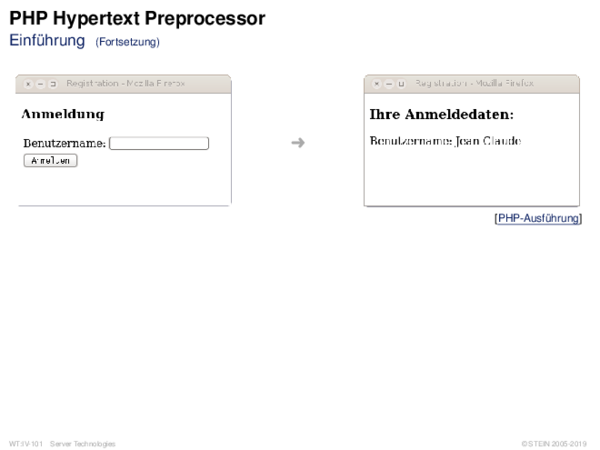 PHP Hypertext Preprocessor
Einführung (Fortsetzung)
Registration - Mozilla Firefox
Anmeldung
Benutzername:
Anmelden
➜
Registration - Mozilla Firefox
Ihre Anmeldedaten:
Benutzername: Jean Claude
[PHP-Ausführung]
WT:IV-101 Server Technologies
© STEIN 2005-2019